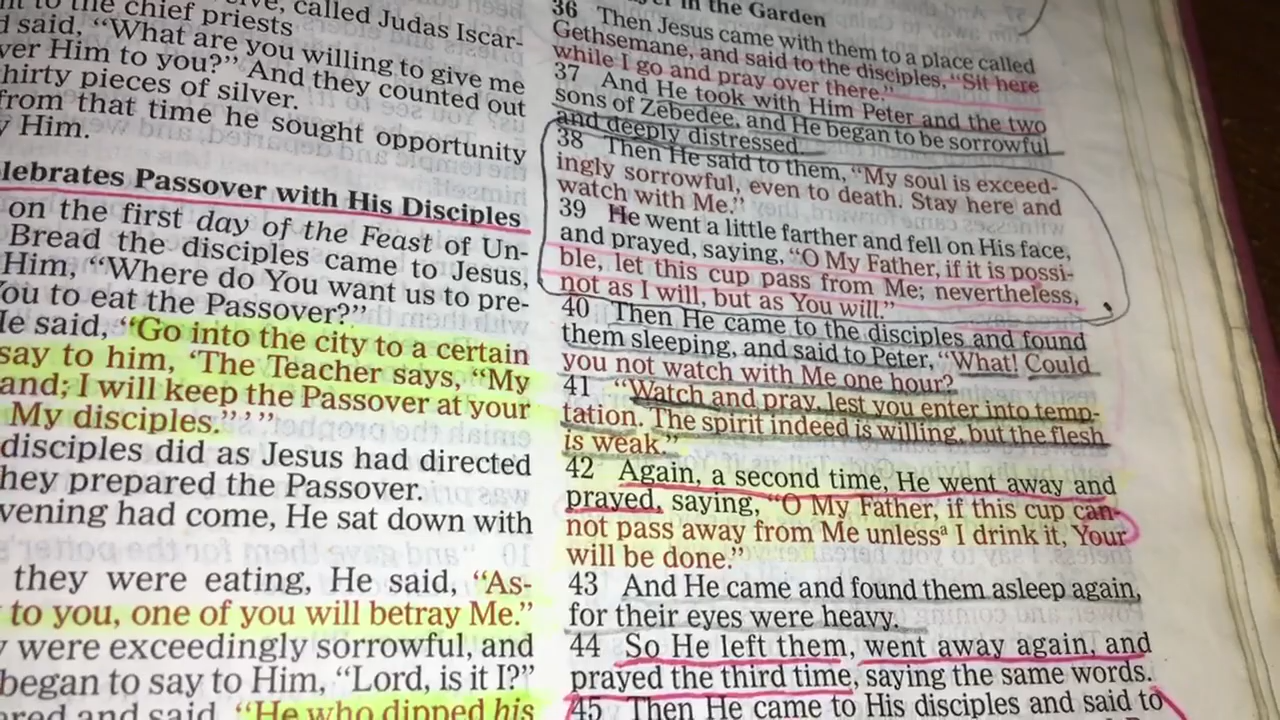 to the chief priests
called Judas Iscar-
said, “What are you willing to give me
Him to you?” And they counted out
thirty pieces of silver.
from that time he sought opportunity
Him.
lebrates Passover with His Disciples
on the first day of the Feast of Un-
Bread the disciples came to Jesus,
Him, “Where do You want us to pre-
You to eat the Passover?”
He said, “Go into the city to a certain
say to him, ‘The Teacher says, “My
and; I will keep the Passover at your
My disciples.” ’ ”
disciples did as Jesus had directed
they prepared the Passover.
vening had come, He sat down with
they were eating, He said, “As-
to you, one of you will betray Me.”
were exceedingly sorrowful, and
began to say to Him, “Lord, is it I?”
and said, “He who dipped his
in the Garden
36 Then Jesus came with them to a place called
Gethsemane, and said to the disciples, “Sit here
while I go and pray over there.”
37 And He took with Him Peter and the two
sons of Zebedee, and He began to be sorrowful
and deeply distressed.
38 Then He said to them, “My soul is exceed-
ingly sorrowful, even to death. Stay here and
watch with Me.”
39 He went a little farther and fell on His face,
and prayed, saying, “O My Father, if it is possi-
ble, let this cup pass from Me; nevertheless,
not as I will, but as You will.”
40 Then He came to the disciples and found
them sleeping, and said to Peter, “What! Could
you not watch with Me one hour?
41 “Watch and pray, lest you enter into temp-
tation. The spirit indeed is willing, but the flesh
is weak.”
42 Again, a second time, He went away and
prayed, saying, “O My Father, if this cup can-
not pass away from Me unlessª I drink it, Your
will be done.”
43 And He came and found them asleep again,
for their eyes were heavy.
44 So He left them, went away again, and
prayed the third time, saying the same words.
45 Then He came to His disciples and said to